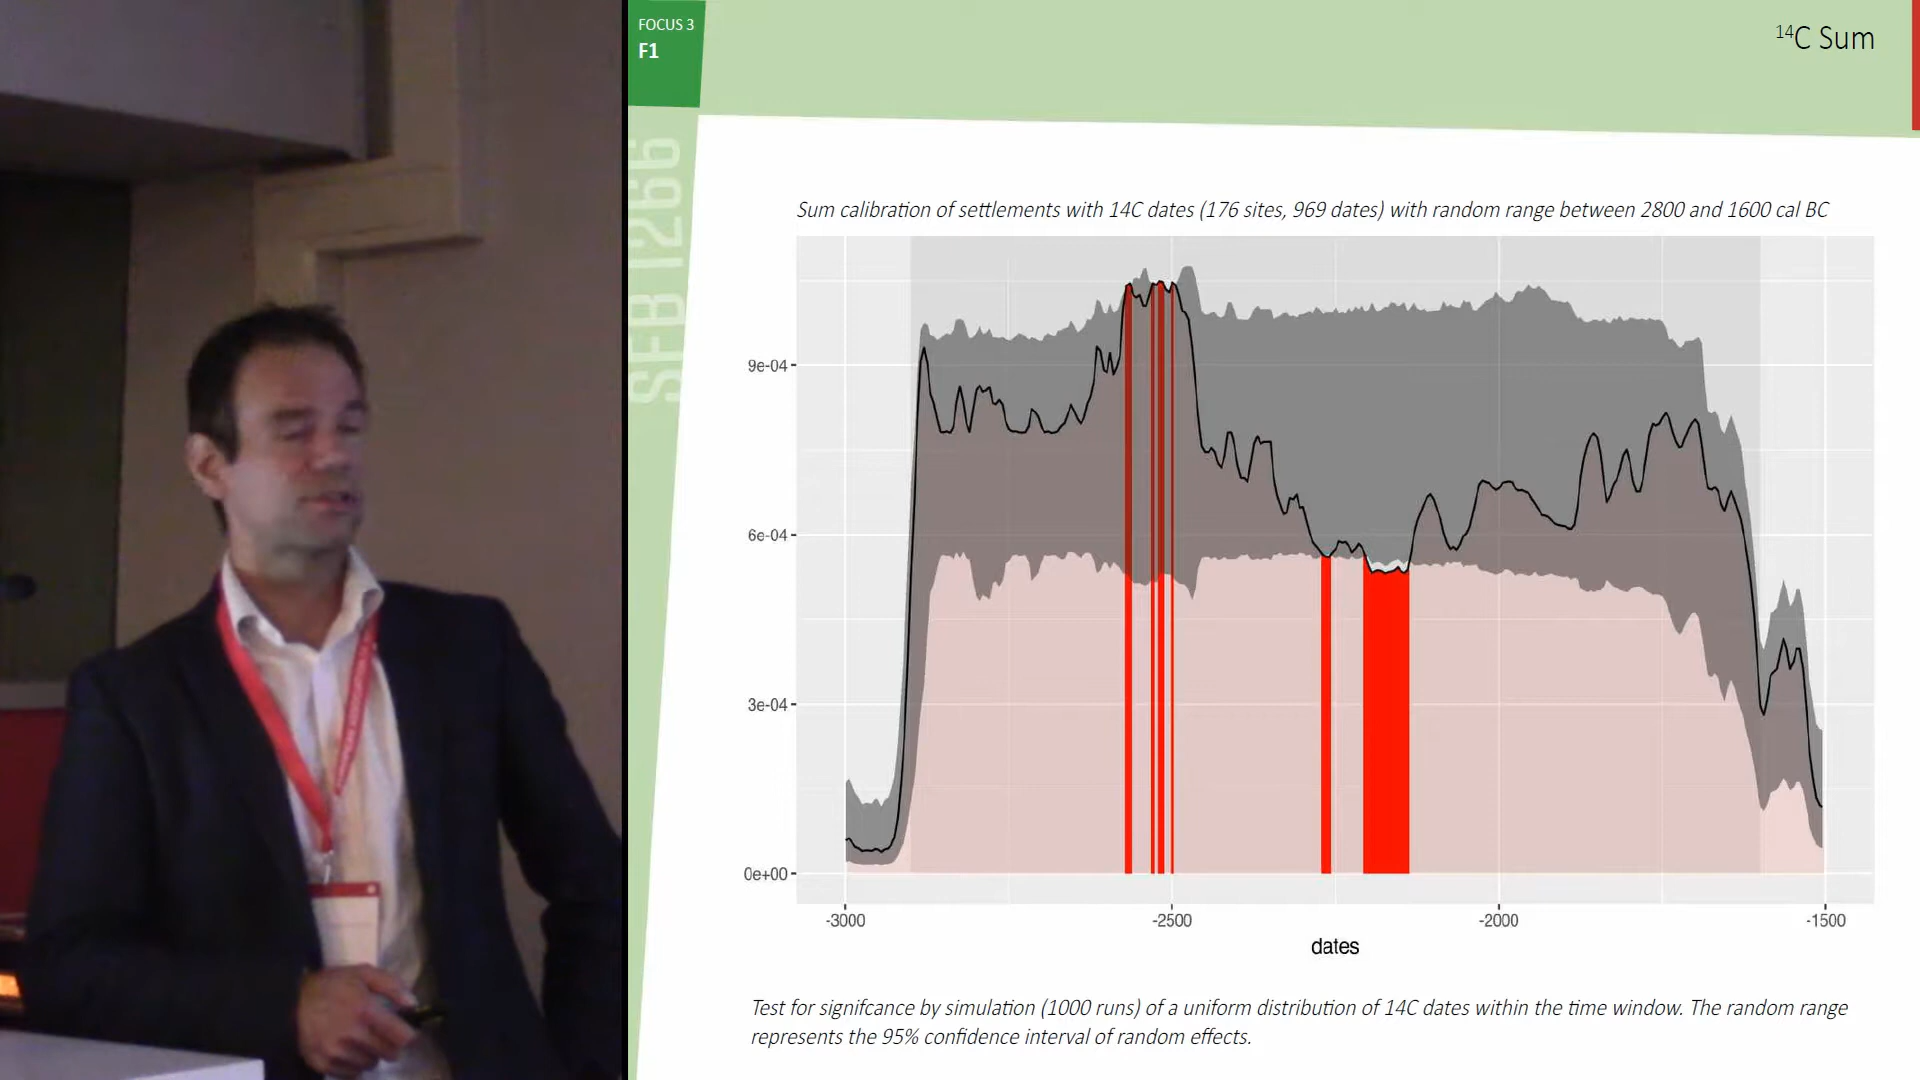 FOCUS 3
F1
¹⁴C Sum
SFB 1266
Sum calibration of settlements with 14C dates (176 sites, 969 dates) with random range between 2800 and 1600 cal BC
9e-04
6e-04
3e-04
0e+00
-3000
-2500
-2000
-1500
dates
Test for signifcance by simulation (1000 runs) of a uniform distribution of 14C dates within the time window. The random range
represents the 95% confidence interval of random effects.